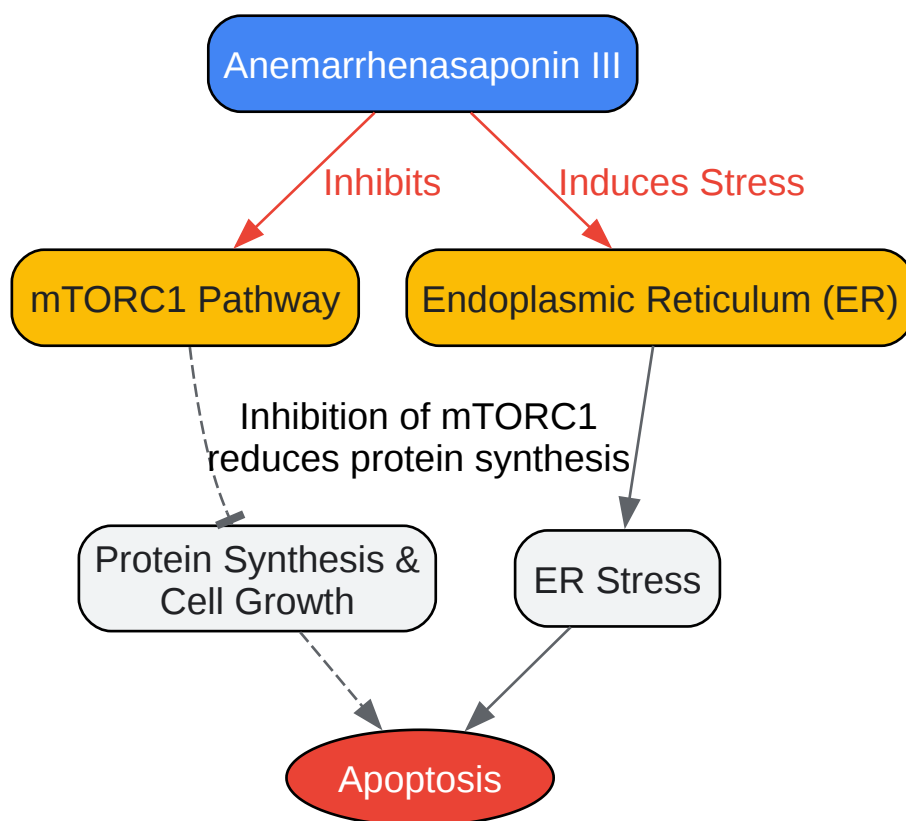 Anemarrhenasaponin III
Inhibits
Induces Stress
mTORC1 Pathway
Endoplasmic Reticulum (ER)
Inhibition of mTORC1
reduces protein synthesis
Protein Synthesis &
Cell Growth
ER Stress
Apoptosis